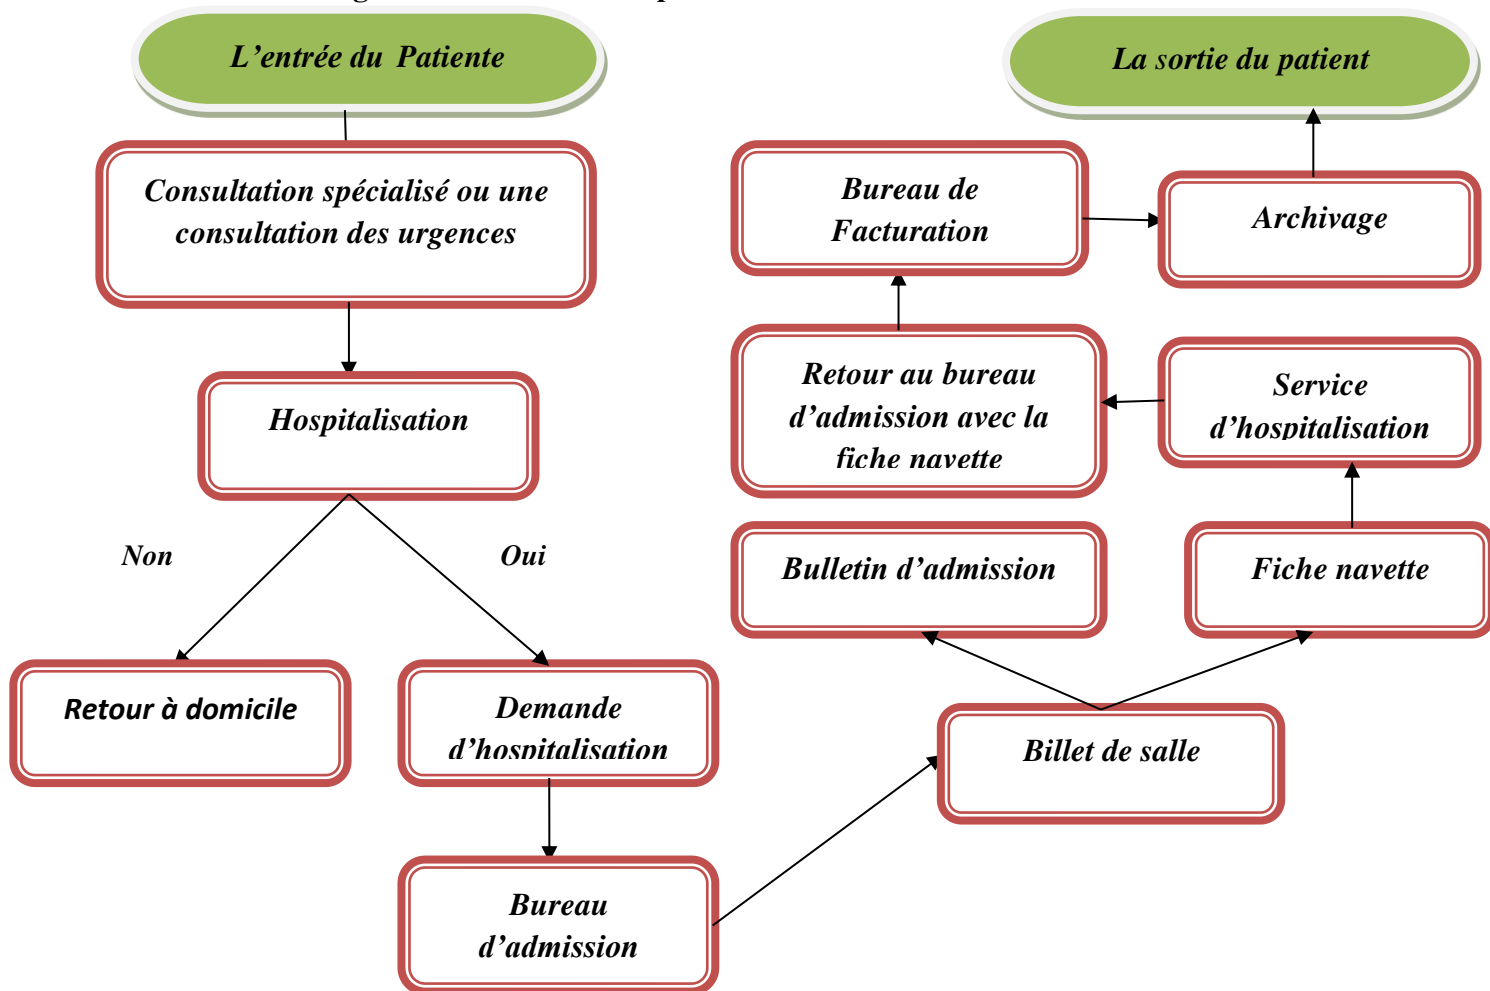 L’entrée du Patiente
Consultation spécialisé ou une
consultation des urgences
Hospitalisation
Non
Oui
Retour à domicile
Demande
d’hospitalisation
Bureau
d’admission
Billet de salle
Bulletin d’admission
Fiche navette
Service
d’hospitalisation
Retour au bureau
d’admission avec la
fiche navette
Bureau de
Facturation
Archivage
La sortie du patient